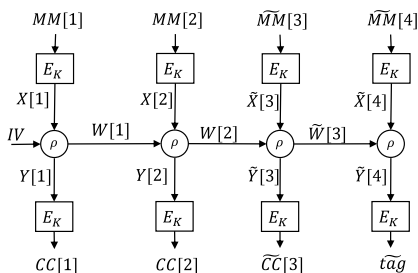 MM[1] MM[2] M̃M̃[3] M̃M̃[4]
E_K E_K E_K E_K
X[1] X[2] X̃[3] X̃[4]
IV ρ W[1] ρ W[2] ρ W̃[3] ρ
Y[1] Y[2] Ỹ[3] Ỹ[4]
E_K E_K E_K E_K
CC[1] CC[2] C̃C̃[3] t̃ag